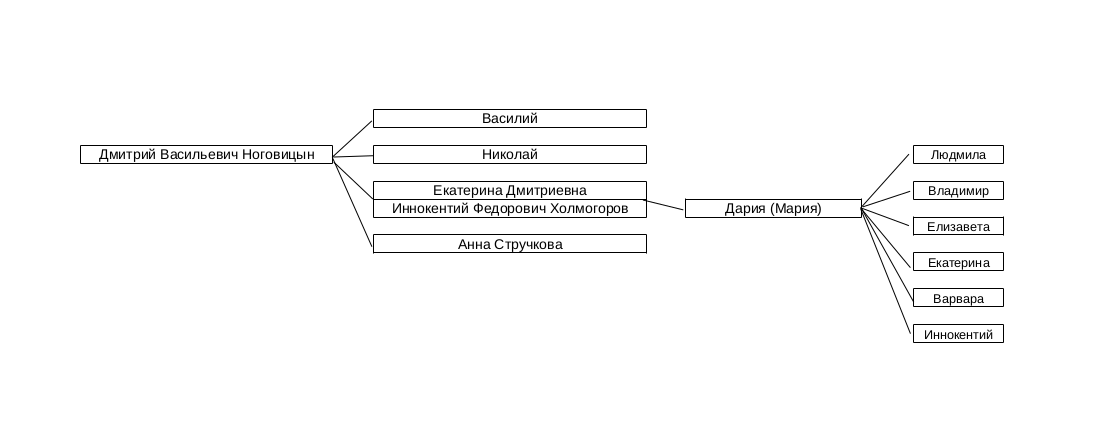 Дмитрий Васильевич Ноговицын
Василий
Николай
Екатерина Дмитриевна
Иннокентий Федорович Холмогоров
Анна Стручкова
Дария (Мария)
Людмила
Владимир
Елизавета
Екатерина
Варвара
Иннокентий